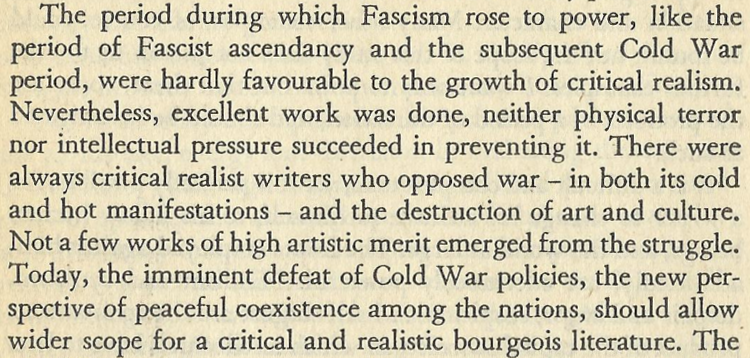 The period during which Fascism rose to power, like the
period of Fascist ascendancy and the subsequent Cold War
period, were hardly favourable to the growth of critical realism.
Nevertheless, excellent work was done, neither physical terror
nor intellectual pressure succeeded in preventing it. There were
always critical realist writers who opposed war – in both its cold
and hot manifestations – and the destruction of art and culture.
Not a few works of high artistic merit emerged from the struggle.
Today, the imminent defeat of Cold War policies, the new per-
spective of peaceful coexistence among the nations, should allow
wider scope for a critical and realistic bourgeois literature. The